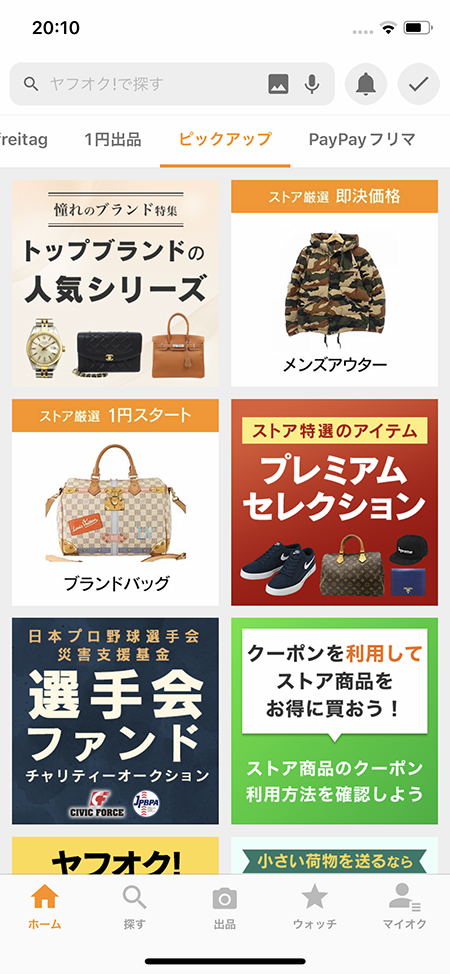 20:10
ヤフオク!で探す
freitag
1円出品
ピックアップ
PayPayフリマ
憧れのブランド特集
トップブランドの
人気シリーズ
ストア厳選 即決価格
メンズアウター
ストア厳選 1円スタート
ブランドバッグ
ストア特選のアイテム
プレミアム
セレクション
Supreme
日本プロ野球選手会
災害支援基金
選手会
ファンド
チャリティーオークション
CIVIC FORCE
JPBPA
クーポンを利用して
ストア商品を
お得に買おう！
ストア商品のクーポン
利用方法を確認しよう
ヤフオク!
小さい荷物を送るなら
ホーム
探す
出品
ウォッチ
マイオク